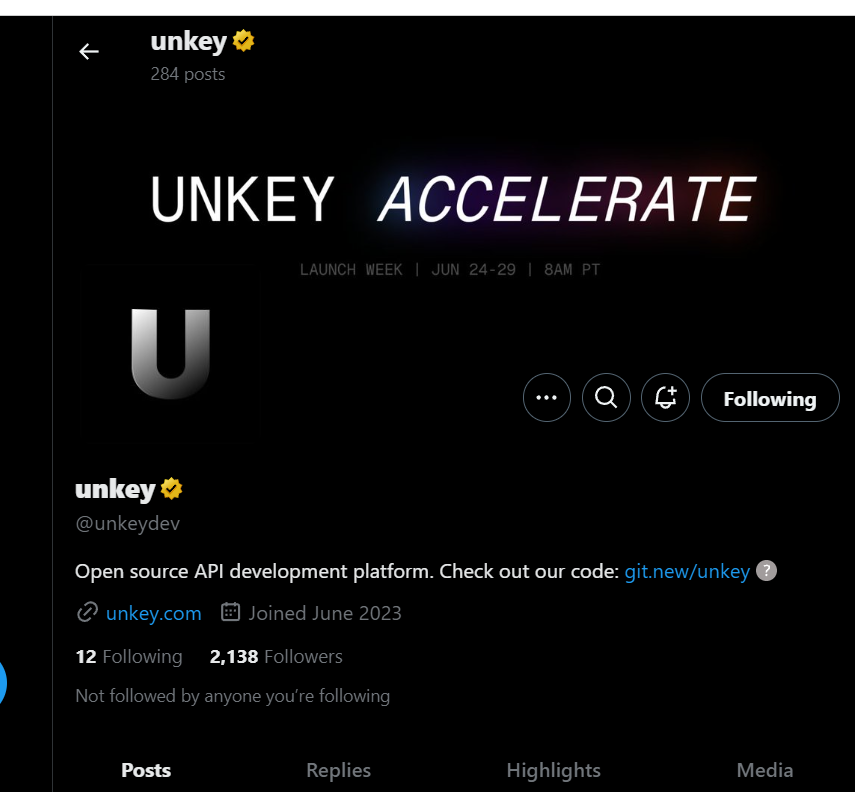 unkey
284 posts
UNKEY ACCELERATE
LAUNCH WEEK | JUN 24-29 | 8AM PT
U
Following
unkey
@unkeydev
Open source API development platform. Check out our code: git.new/unkey ?
unkey.com Joined June 2023
12 Following 2,138 Followers
Not followed by anyone you’re following
Posts Replies Highlights Media